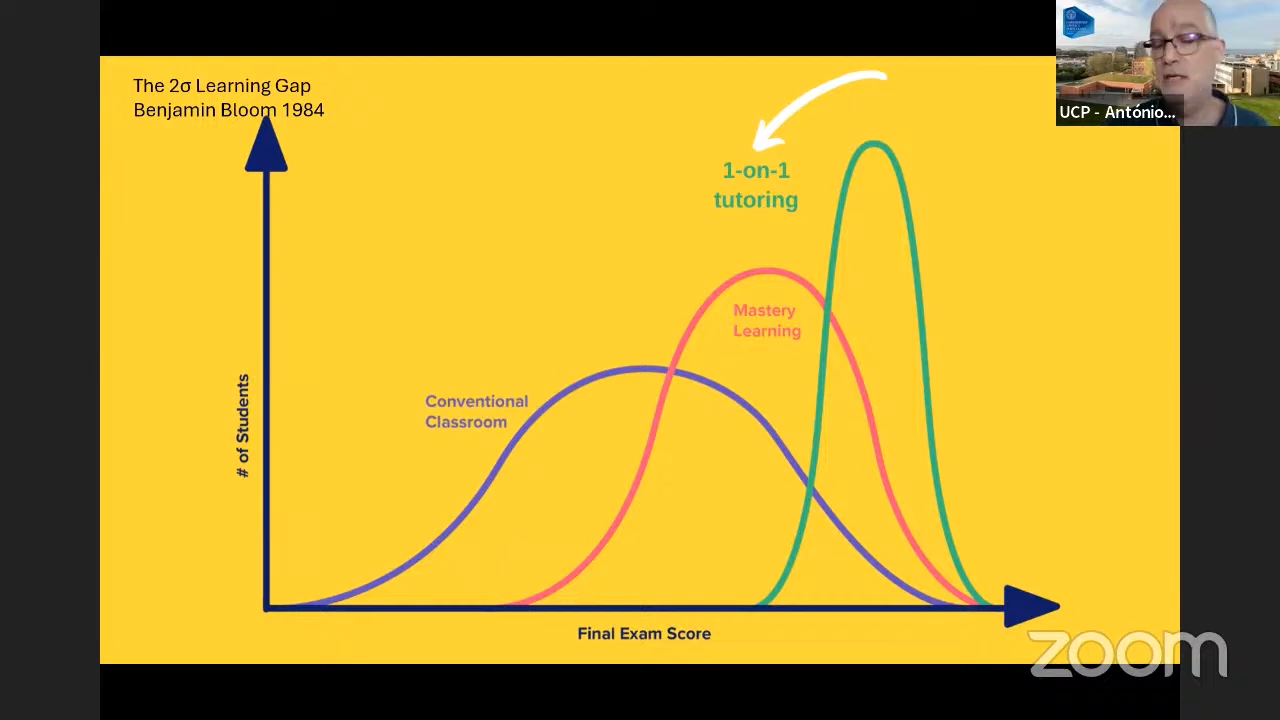 The 2σ Learning Gap
Benjamin Bloom 1984
UCP - António...
1-on-1
tutoring
Mastery
Learning
Conventional
Classroom
# of Students
Final Exam Score
zoom